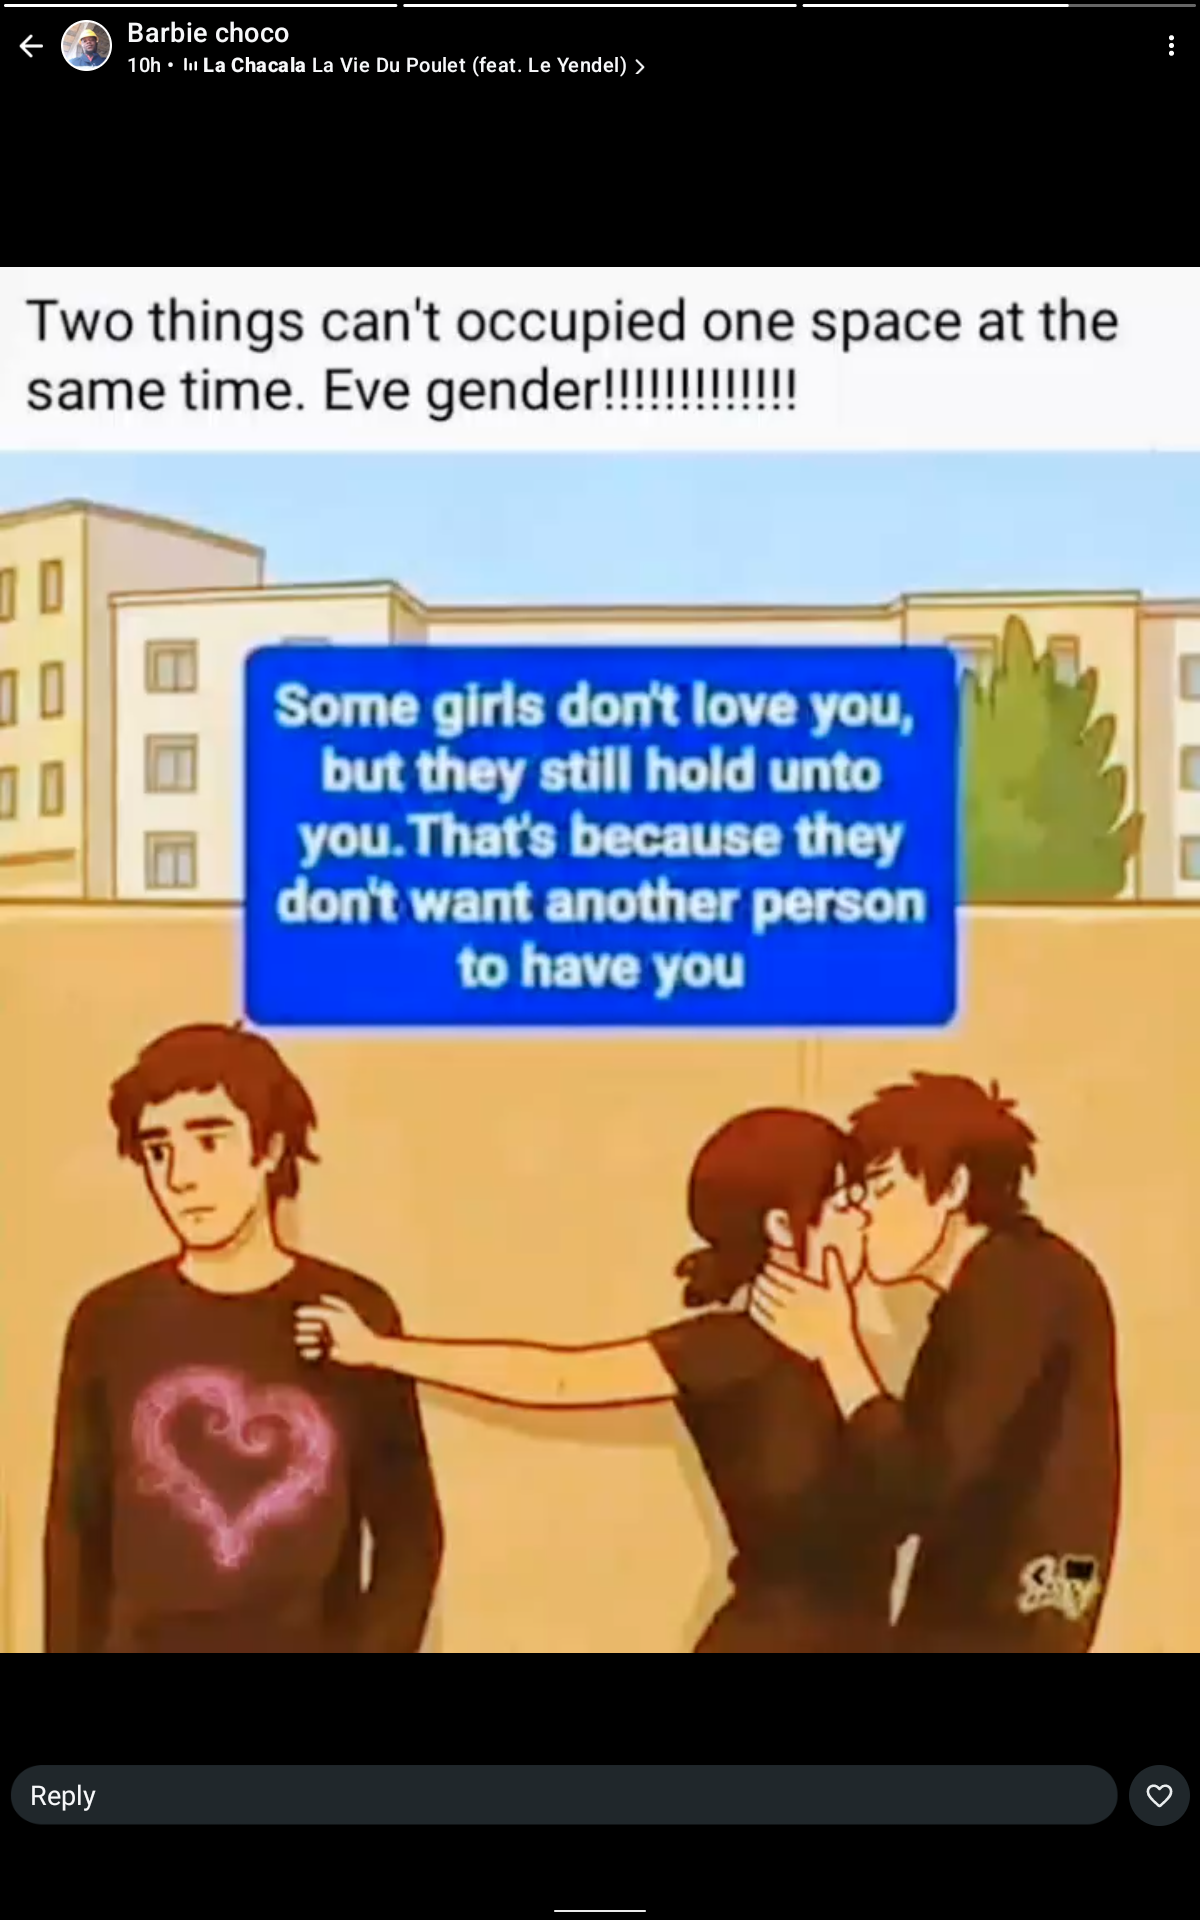 Barbie choco
10h • La Chacala La Vie Du Poulet (feat. Le Yendel)
Two things can't occupied one space at the
same time. Eve gender!!!!!!!!!!!!!
Some girls don't love you,
but they still hold unto
you.That's because they
don't want another person
to have you
Reply